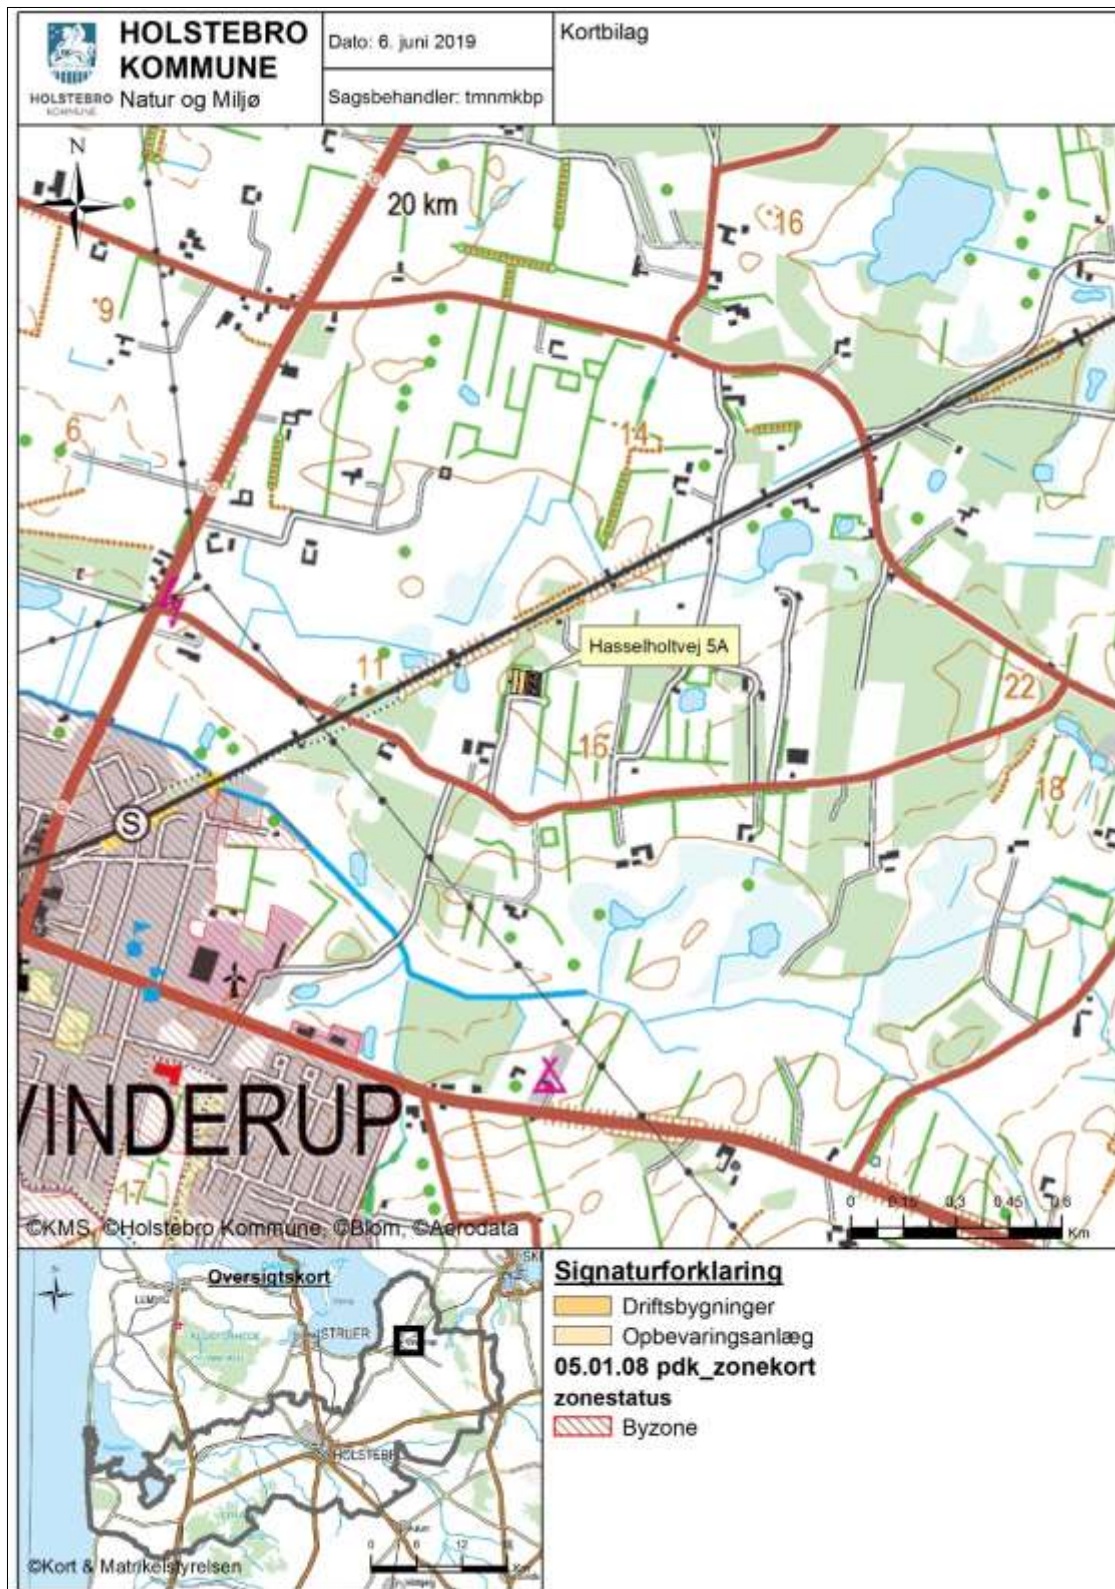 HOLSTEBRO
KOMMUNE
Natur og Miljø
HOLSTEBRO
KOMMUNE
Dato: 6. juni 2019
Sagsbehandler: tmnmkbp
Kortbilag
N
20 km
16
9
6
14
Hasselholtvej 5A
11
22
16
18
S
VINDERUP
17
0 0,15 0,3 0,45 0,6
Km
©KMS, ©Holstebro Kommune, ©Blom, ©Aerodata
Oversigtskort
STRUER
HOLSTEBRO
0 6 12 18
Km
©Kort & Matrikelstyrelsen
Signaturforklaring
Driftsbygninger
Opbevaringsanlæg
05.01.08 pdk_zonekort
zonestatus
Byzone